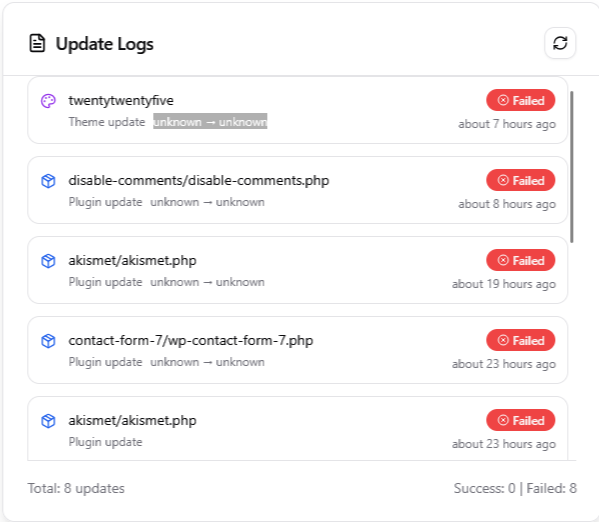 Update Logs
twentytwentyfive
Failed
Theme update unknown → unknown
about 7 hours ago
disable-comments/disable-comments.php
Failed
Plugin update unknown → unknown
about 8 hours ago
akismet/akismet.php
Failed
Plugin update unknown → unknown
about 19 hours ago
contact-form-7/wp-contact-form-7.php
Failed
Plugin update unknown → unknown
about 23 hours ago
akismet/akismet.php
Failed
Plugin update
about 23 hours ago
Total: 8 updates
Success: 0 | Failed: 8